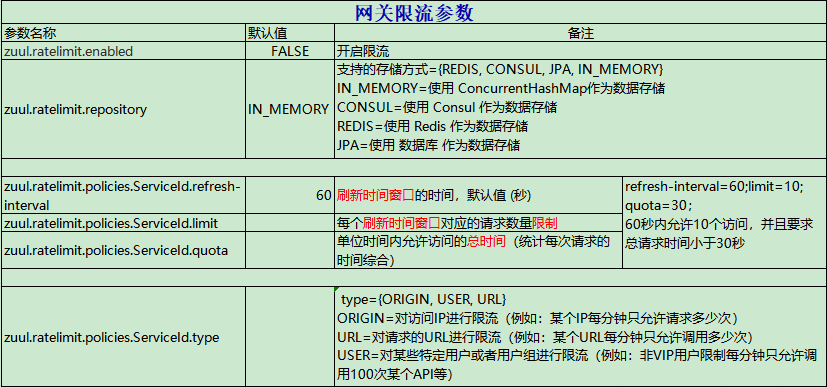 网关限流参数
参数名称 默认值 备注
zuul.ratelimit.enabled FALSE 开启限流
zuul.ratelimit.repository IN_MEMORY
支持的存储方式={REDIS, CONSUL, JPA, IN_MEMORY}
IN_MEMORY=使用 ConcurrentHashMap作为数据存储
CONSUL=使用 Consul 作为数据存储
REDIS=使用 Redis 作为数据存储
JPA=使用 数据库 作为数据存储
zuul.ratelimit.policies.ServiceId.refresh-
interval
60
刷新时间窗口的时间，默认值 (秒)
zuul.ratelimit.policies.ServiceId.limit
每个刷新时间窗口对应的请求数量限制
zuul.ratelimit.policies.ServiceId.quota
单位时间内允许访问的总时间（统计每次请求的
时间综合）
refresh-interval=60;limit=10;
quota=30；
60秒内允许10个访问，并且要求
总请求时间小于30秒
zuul.ratelimit.policies.ServiceId.type
type={ORIGIN, USER, URL}
ORIGIN=对访问IP进行限流（例如：某个IP每分钟只允许请求多少次）
URL=对请求的URL进行限流（例如：某个URL每分钟只允许调用多少次）
USER=对某些特定用户或者用户组进行限流（例如：非VIP用户限制每分钟只允许调
用100次某个API等）